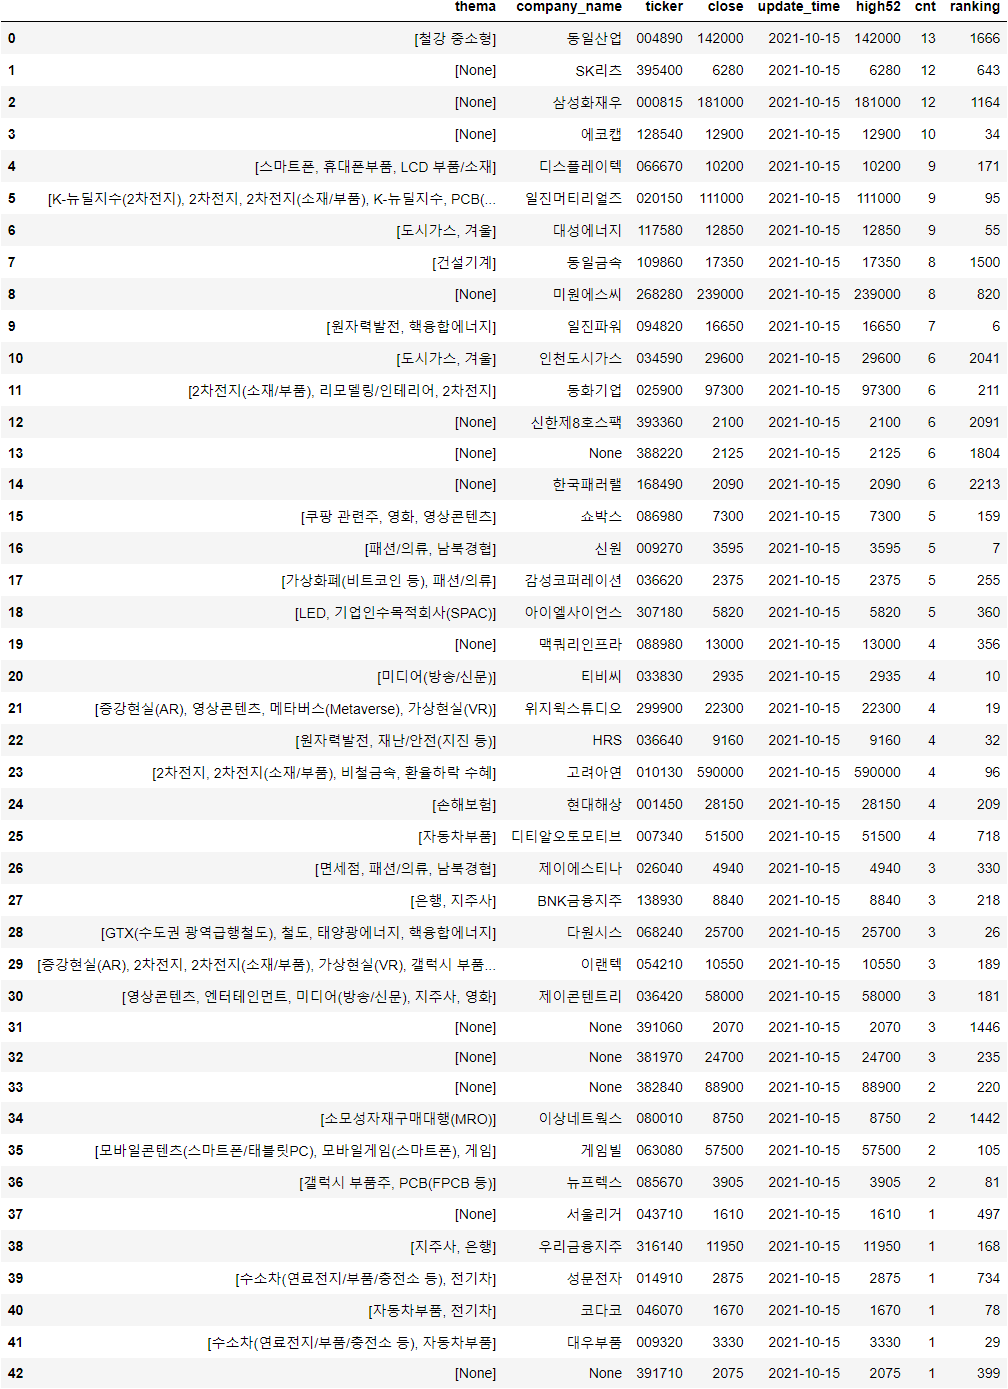 thema company_name ticker close update_time high52 cnt ranking
0 [철강 중소형] 동일산업 004890 142000 2021-10-15 142000 13 1666
1 [None] SK리츠 395400 6280 2021-10-15 6280 12 643
2 [None] 삼성화재우 000815 181000 2021-10-15 181000 12 1164
3 [None] 에코캡 128540 12900 2021-10-15 12900 10 34
4 [스마트폰, 휴대폰부품, LCD 부품/소재] 디스플레이텍 066670 10200 2021-10-15 10200 9 171
5 [K-뉴딜지수(2차전지), 2차전지, 2차전지(소재/부품), K-뉴딜지수, PCB(... 일진머티리얼즈 020150 111000 2021-10-15 111000 9 95
6 [도시가스, 겨울] 대성에너지 117580 12850 2021-10-15 12850 9 55
7 [건설기계] 동일금속 109860 17350 2021-10-15 17350 8 1500
8 [None] 미원에스씨 268280 239000 2021-10-15 239000 8 820
9 [원자력발전, 핵융합에너지] 일진파워 094820 16650 2021-10-15 16650 7 6
10 [도시가스, 겨울] 인천도시가스 034590 29600 2021-10-15 29600 6 2041
11 [2차전지(소재/부품), 리모델링/인테리어, 2차전지] 동화기업 025900 97300 2021-10-15 97300 6 211
12 [None] 신한제8호스팩 393360 2100 2021-10-15 2100 6 2091
13 [None] None 388220 2125 2021-10-15 2125 6 1804
14 [None] 한국패러랠 168490 2090 2021-10-15 2090 6 2213
15 [쿠팡 관련주, 영화, 영상콘텐츠] 쇼박스 086980 7300 2021-10-15 7300 5 159
16 [패션/의류, 남북경협] 신원 009270 3595 2021-10-15 3595 5 7
17 [가상화폐(비트코인 등), 패션/의류] 감성코퍼레이션 036620 2375 2021-10-15 2375 5 255
18 [LED, 기업인수목적회사(SPAC)] 아이엘사이언스 307180 5820 2021-10-15 5820 5 360
19 [None] 맥쿼리인프라 088980 13000 2021-10-15 13000 4 356
20 [미디어(방송/신문)] 티비씨 033830 2935 2021-10-15 2935 4 10
21 [증강현실(AR), 영상콘텐츠, 메타버스(Metaverse), 가상현실(VR)] 위지윅스튜디오 299900 22300 2021-10-15 22300 4 19
22 [원자력발전, 재난/안전(지진 등)] HRS 036640 9160 2021-10-15 9160 4 32
23 [2차전지, 2차전지(소재/부품), 비철금속, 환율하락 수혜] 고려아연 010130 590000 2021-10-15 590000 4 96
24 [손해보험] 현대해상 001450 28150 2021-10-15 28150 4 209
25 [자동차부품] 디티알오토모티브 007340 51500 2021-10-15 51500 4 718
26 [면세점, 패션/의류, 남북경협] 제이에스티나 026040 4940 2021-10-15 4940 3 330
27 [은행, 지주사] BNK금융지주 138930 8840 2021-10-15 8840 3 218
28 [GTX(수도권 광역급행철도), 철도, 태양광에너지, 핵융합에너지] 다원시스 068240 25700 2021-10-15 25700 3 26
29 [증강현실(AR), 2차전지, 2차전지(소재/부품), 가상현실(VR), 갤럭시 부품... 이랜텍 054210 10550 2021-10-15 10550 3 189
30 [영상콘텐츠, 엔터테인먼트, 미디어(방송/신문), 지주사, 영화] 제이콘텐트리 036420 58000 2021-10-15 58000 3 181
31 [None] None 391060 2070 2021-10-15 2070 3 1446
32 [None] None 381970 24700 2021-10-15 24700 3 235
33 [None] None 382840 88900 2021-10-15 88900 2 220
34 [소모성자재구매대행(MRO)] 이상네트웍스 080010 8750 2021-10-15 8750 2 1442
35 [모바일콘텐츠(스마트폰/태블릿PC), 모바일게임(스마트폰), 게임] 게임빌 063080 57500 2021-10-15 57500 2 105
36 [갤럭시 부품주, PCB(FPCB 등)] 뉴프렉스 085670 3905 2021-10-15 3905 2 81
37 [None] 서울리거 043710 1610 2021-10-15 1610 1 497
38 [지주사, 은행] 우리금융지주 316140 11950 2021-10-15 11950 1 168
39 [수소차(연료전지/부품/충전소 등), 전기차] 성문전자 014910 2875 2021-10-15 2875 1 734
40 [자동차부품, 전기차] 코다코 046070 1670 2021-10-15 1670 1 78
41 [수소차(연료전지/부품/충전소 등), 자동차부품] 대우부품 009320 3330 2021-10-15 3330 1 29
42 [None] None 391710 2075 2021-10-15 2075 1 399